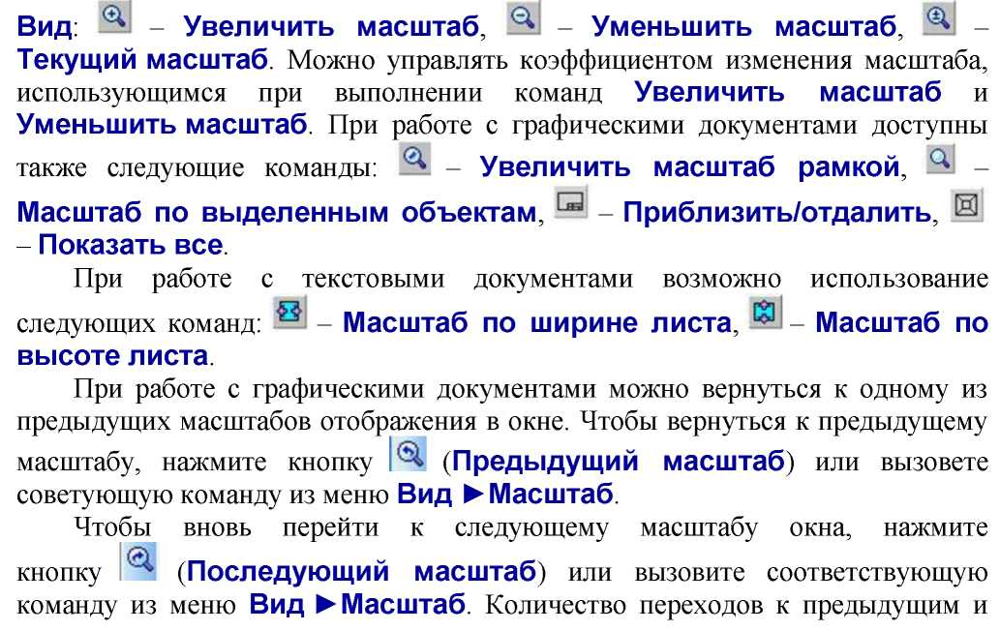 Вид: – Увеличить масштаб, – Уменьшить масштаб, –
Текущий масштаб. Можно управлять коэффициентом изменения масштаба,
использующимся при выполнении команд Увеличить масштаб и
Уменьшить масштаб. При работе с графическими документами доступны
также следующие команды: – Увеличить масштаб рамкой, –
Масштаб по выделенным объектам, – Приблизить/отдалить,
– Показать все.
При работе с текстовыми документами возможно использование
следующих команд: – Масштаб по ширине листа, – Масштаб по
высоте листа.
При работе с графическими документами можно вернуться к одному из
предыдущих масштабов отображения в окне. Чтобы вернуться к предыдущему
масштабу, нажмите кнопку (Предыдущий масштаб) или вызовете
советующую команду из меню Вид ►Масштаб.
Чтобы вновь перейти к следующему масштабу окна, нажмите
кнопку (Последующий масштаб) или вызовите соответствующую
команду из меню Вид ►Масштаб. Количество переходов к предыдущим и